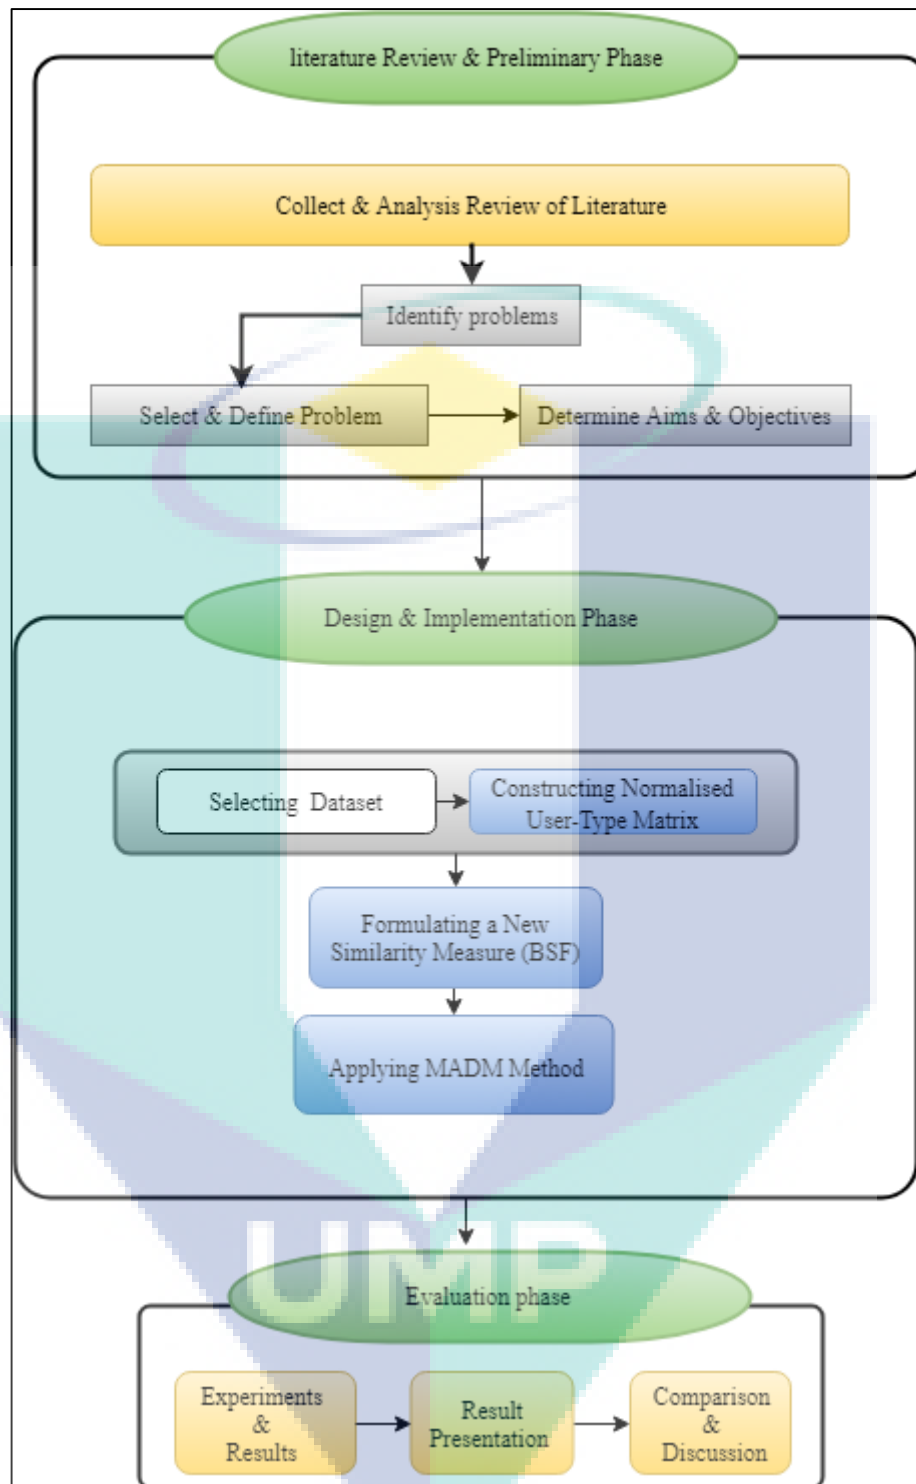 literature Review & Preliminary Phase
Collect & Analysis Review of Literature
Identify problems
Select & Define Problem
Determine Aims & Objectives
Design & Implementation Phase
Selecting Dataset
Constructing Normalised
User-Type Matrix
Formulating a New
Similarity Measure (BSF)
Applying MADM Method
UMP
Evaluation phase
Experiments
&
Results
Result
Presentation
Comparison
&
Discussion